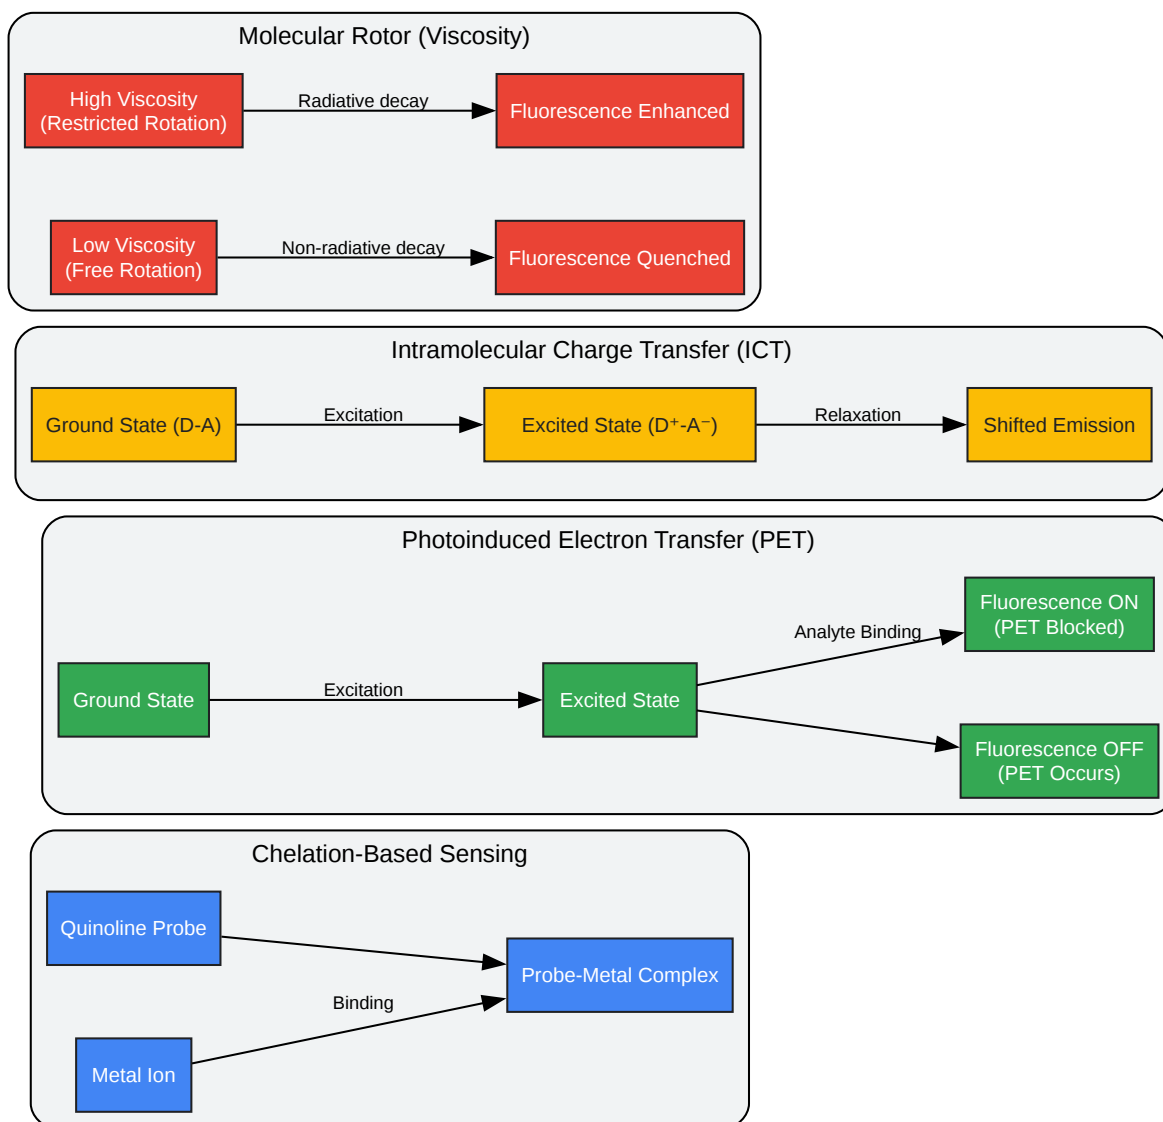 Molecular Rotor (Viscosity)
High Viscosity
(Restricted Rotation)
Radiative decay
Fluorescence Enhanced
Low Viscosity
(Free Rotation)
Non-radiative decay
Fluorescence Quenched
Intramolecular Charge Transfer (ICT)
Ground State (D-A)
Excitation
Excited State (D⁺-A⁻)
Relaxation
Shifted Emission
Photoinduced Electron Transfer (PET)
Ground State
Excitation
Excited State
Analyte Binding
Fluorescence ON
(PET Blocked)
Fluorescence OFF
(PET Occurs)
Chelation-Based Sensing
Quinoline Probe
Metal Ion
Binding
Probe-Metal Complex